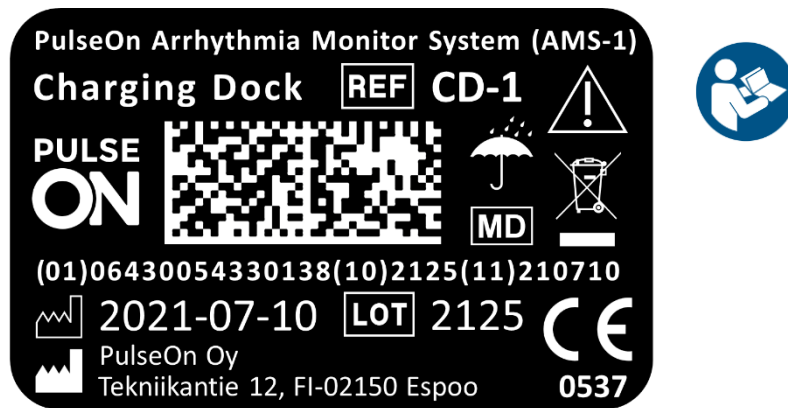 PulseOn Arrhythmia Monitor System (AMS-1)
Charging Dock REF CD-1
PULSE
ON
MD
(01)06430054330138(10)2125(11)210710
2021-07-10 LOT 2125
PulseOn Oy
Tekniikantie 12, FI-02150 Espoo
CE
0537